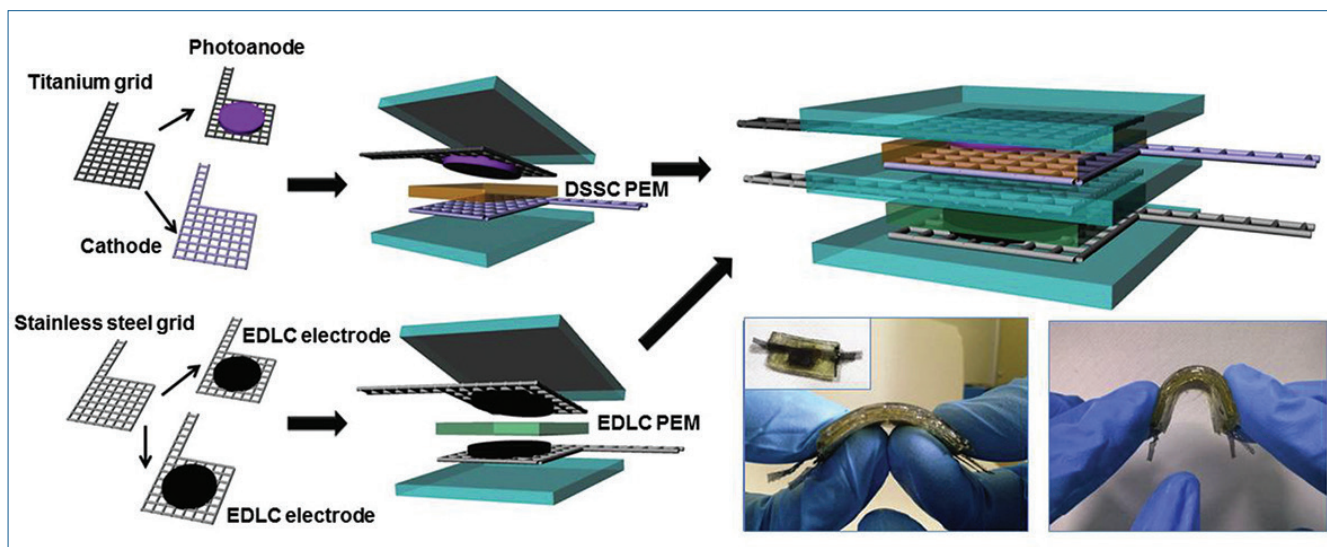 Photoanode
Titanium grid
DSSC PEM
Cathode
Stainless steel grid
EDLC electrode
EDLC PEM
EDLC electrode